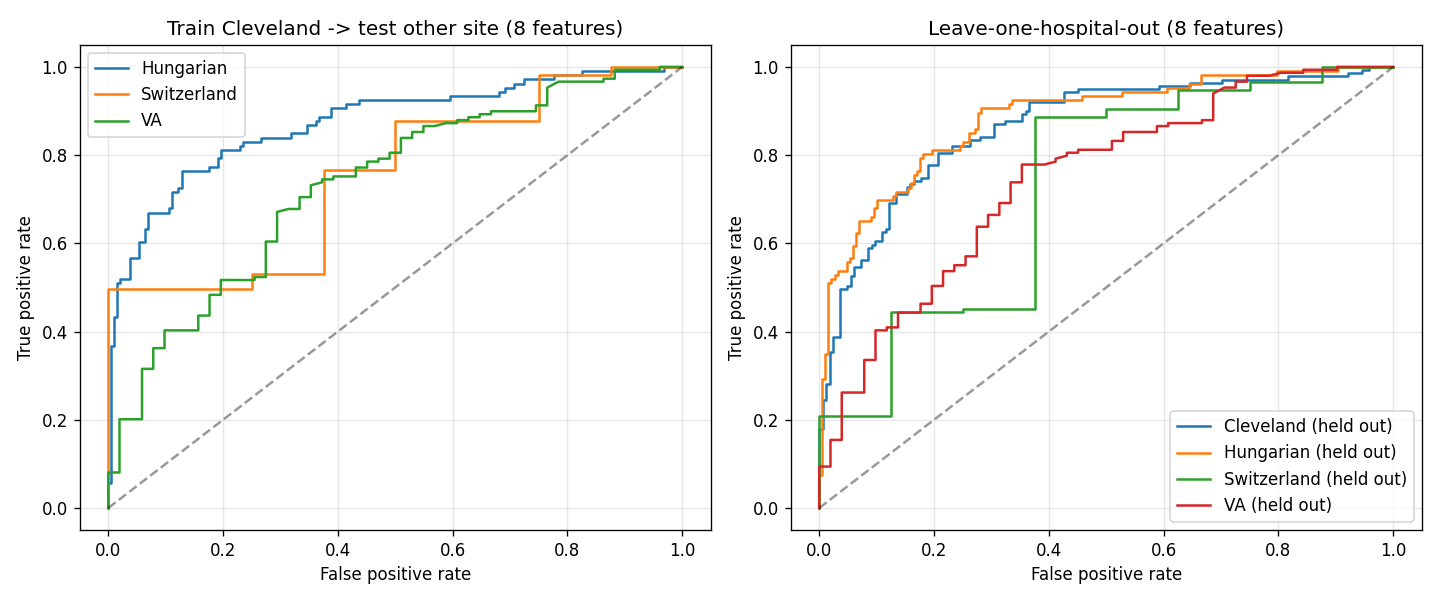 Train Cleveland -> test other site (8 features)
Hungarian
Switzerland
VA
1.0
0.8
0.6
0.4
0.2
0.0
True positive rate
0.0 0.2 0.4 0.6 0.8 1.0
False positive rate
Leave-one-hospital-out (8 features)
1.0
0.8
0.6
0.4
0.2
0.0
True positive rate
Cleveland (held out)
Hungarian (held out)
Switzerland (held out)
VA (held out)
0.0 0.2 0.4 0.6 0.8 1.0
False positive rate